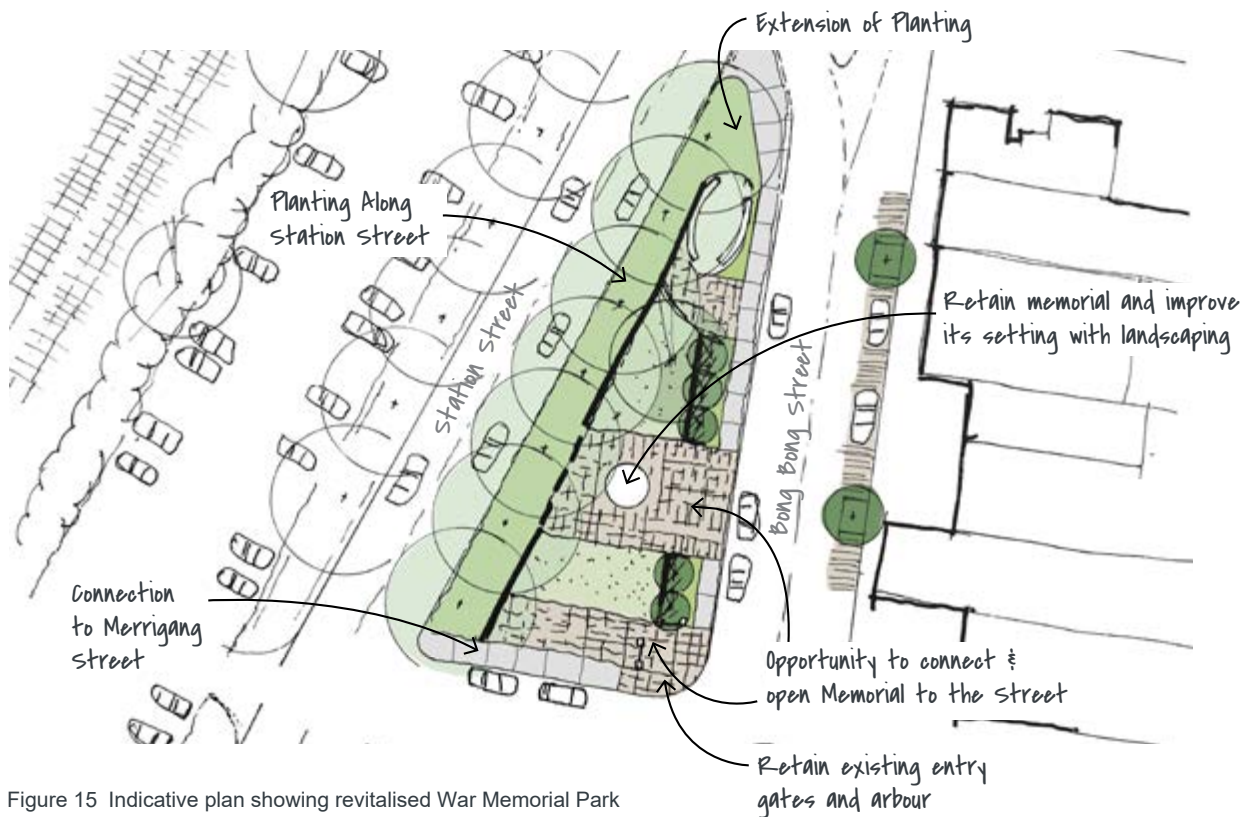 Extension of Planting
Planting Along
Station Street
Retain memorial and improve
its setting with landscaping
Station Street
Bong Bong Street
Connection
to Merrigang
Street
Opportunity to connect &
open Memorial to the Street
Retain existing entry
gates and arbour
Figure 15 Indicative plan showing revitalised War Memorial Park